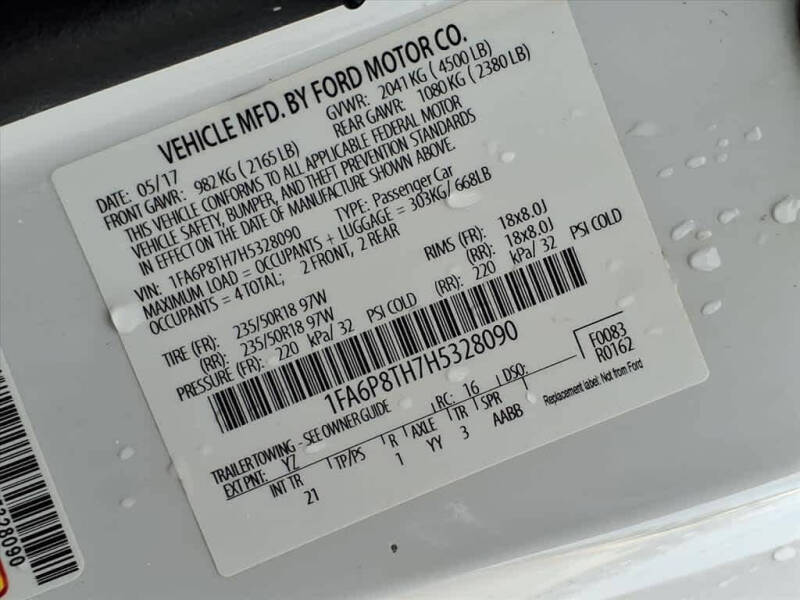 VEHICLE MFD. BY FORD MOTOR CO.
DATE: 05/17 GVWR: 2041 KG ( 4500 LB)
FRONT GAWR: 982 KG ( 2165 LB) REAR GAWR: 1080 KG ( 2380 LB)
THIS VEHICLE CONFORMS TO ALL APPLICABLE FEDERAL MOTOR
VEHICLE SAFETY, BUMPER, AND THEFT PREVENTION STANDARDS
IN EFFECT ON THE DATE OF MANUFACTURE SHOWN ABOVE.
VIN: 1FA6P8TH7H5328090 TYPE: Passenger Car
MAXIMUM LOAD = OCCUPANTS + LUGGAGE = 303KG/ 668LB
OCCUPANTS = 4 TOTAL; 2 FRONT, 2 REAR
TIRE (FR): 235/50R18 97W RIMS (FR): 18x8.0J
(RR): 235/50R18 97W (RR): 18x8.0J
PRESSURE (FR): 220 kPa/ 32 PSI COLD (RR): 220 kPa/ 32 PSI COLD
1FA6P8TH7H5328090
F0083
R0162
TRAILER TOWING - SEE OWNER GUIDE RC: 16 DSO:
Replacement label: Not from Ford
EXT PNT: YZ
INT TR TP/PS R AXLE TR SPR
21 1 YY 3 AABB
5328090